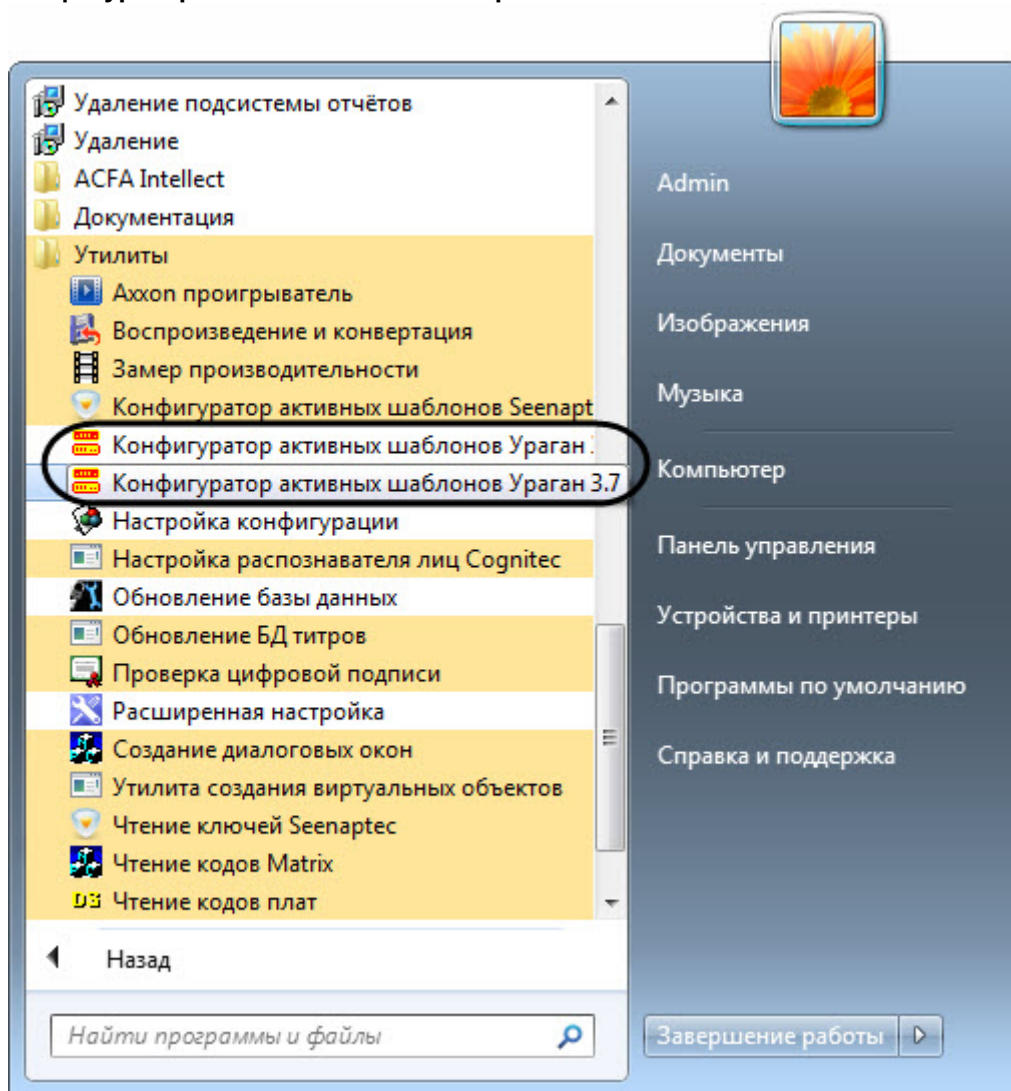 Удаление подсистемы отчётов
Удаление
ACFA Intellect
Документация
Утилиты
Axxon проигрыватель
Воспроизведение и конвертация
Замер производительности
Конфигуратор активных шаблонов Seenapt
Конфигуратор активных шаблонов Ураган
Конфигуратор активных шаблонов Ураган 3.7
Настройка конфигурации
Настройка распознавателя лиц Cognitec
Обновление базы данных
Обновление БД титров
Проверка цифровой подписи
Расширенная настройка
Создание диалоговых окон
Утилита создания виртуальных объектов
Чтение ключей Seenaptec
Чтение кодов Matrix
Чтение кодов плат
Назад
Найти программы и файлы
Admin
Документы
Изображения
Музыка
Компьютер
Панель управления
Устройства и принтеры
Программы по умолчанию
Справка и поддержка
Завершение работы